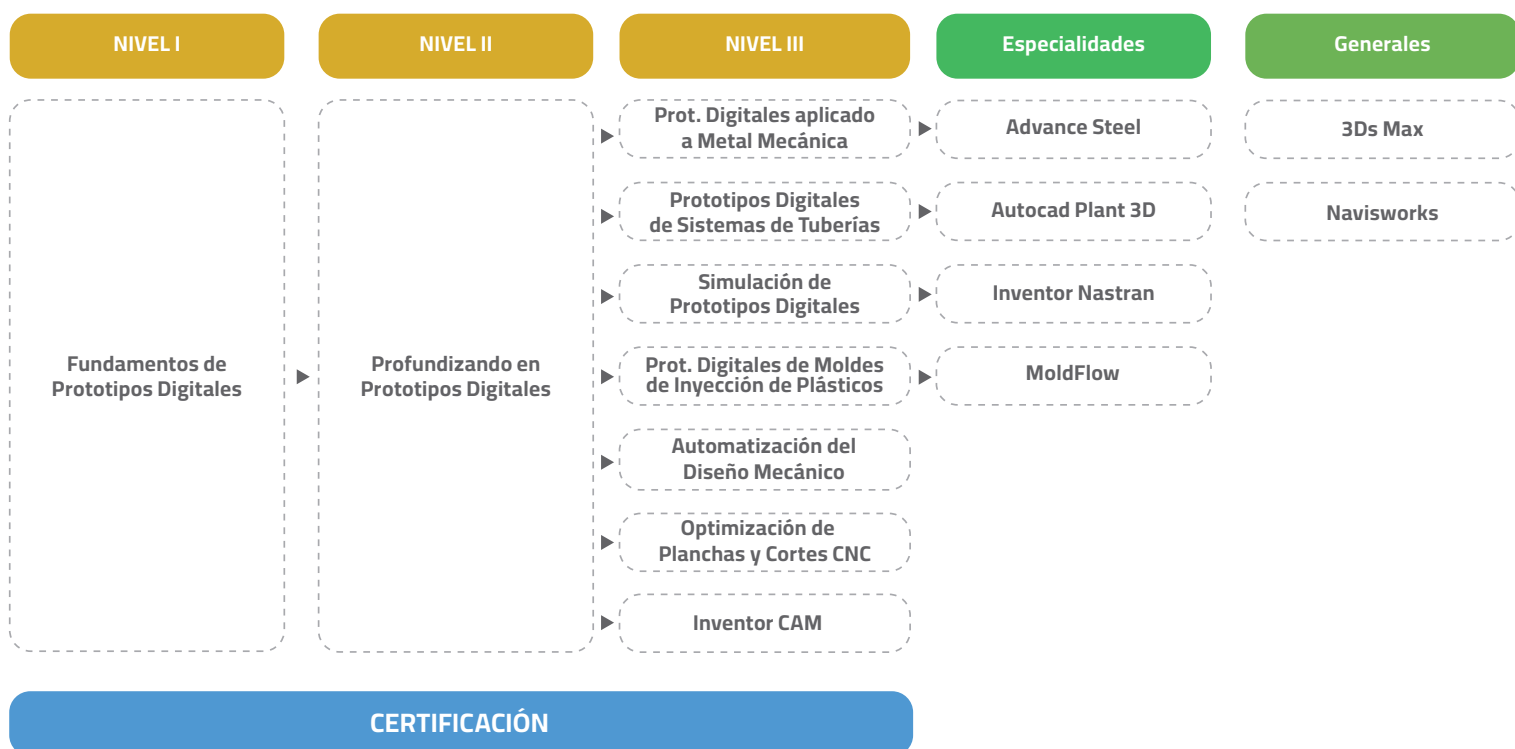 NIVEL I
NIVEL II
NIVEL III
Especialidades
Generales
Fundamentos de
Prototipos Digitales
Profundizando en
Prototipos Digitales
Prot. Digitales aplicado
a Metal Mecánica
Prototipos Digitales
de Sistemas de Tuberías
Simulación de
Prototipos Digitales
Prot. Digitales de Moldes
de Inyección de Plásticos
Automatización del
Diseño Mecánico
Optimización de
Planchas y Cortes CNC
Inventor CAM
Advance Steel
Autocad Plant 3D
Inventor Nastran
MoldFlow
3Ds Max
Navisworks
CERTIFICACIÓN